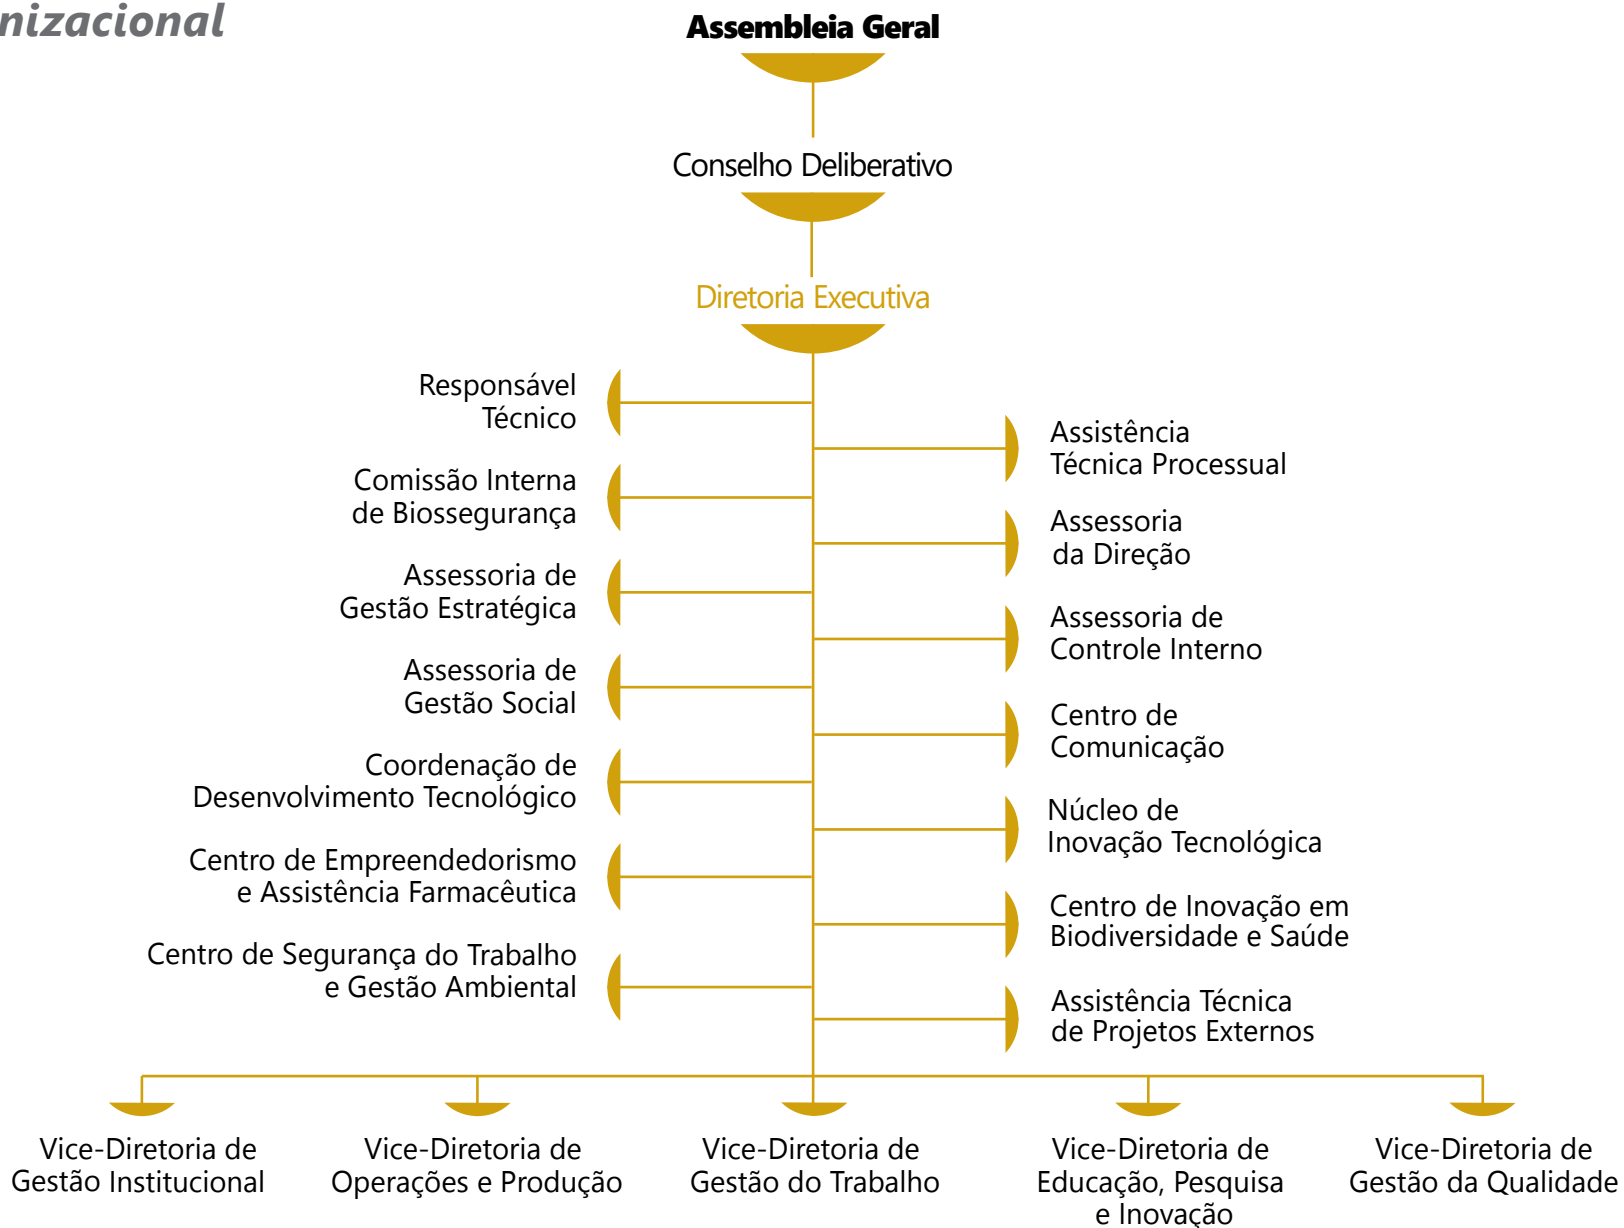 nizacional
Assembleia Geral
Conselho Deliberativo
Diretoria Executiva
Responsável
Técnico
Assistência
Técnica Processual
Comissão Interna
de Biossegurança
Assessoria
da Direção
Assessoria de
Gestão Estratégica
Assessoria de
Controle Interno
Assessoria de
Gestão Social
Centro de
Comunicação
Coordenação de
Desenvolvimento Tecnológico
Núcleo de
Inovação Tecnológica
Centro de Empreendedorismo
e Assistência Farmacêutica
Centro de Inovação em
Biodiversidade e Saúde
Centro de Segurança do Trabalho
e Gestão Ambiental
Assistência Técnica
de Projetos Externos
Vice-Diretoria de
Gestão Institucional
Vice-Diretoria de
Operações e Produção
Vice-Diretoria de
Gestão do Trabalho
Vice-Diretoria de
Educação, Pesquisa
e Inovação
Vice-Diretoria de
Gestão da Qualidade